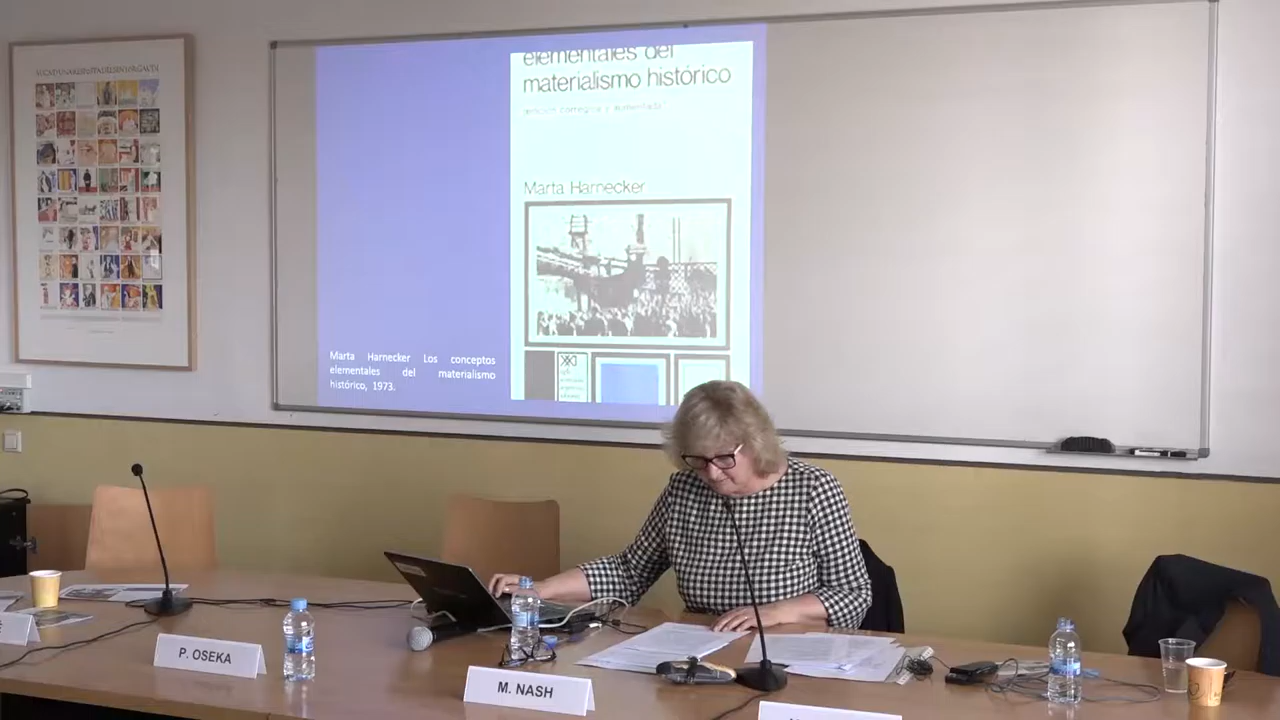 elementales del
materialismo histórico
Marta Harnecker
Marta Harnecker Los conceptos
elementales del materialismo
histórico, 1973.
P. OSEKA
M. NASH